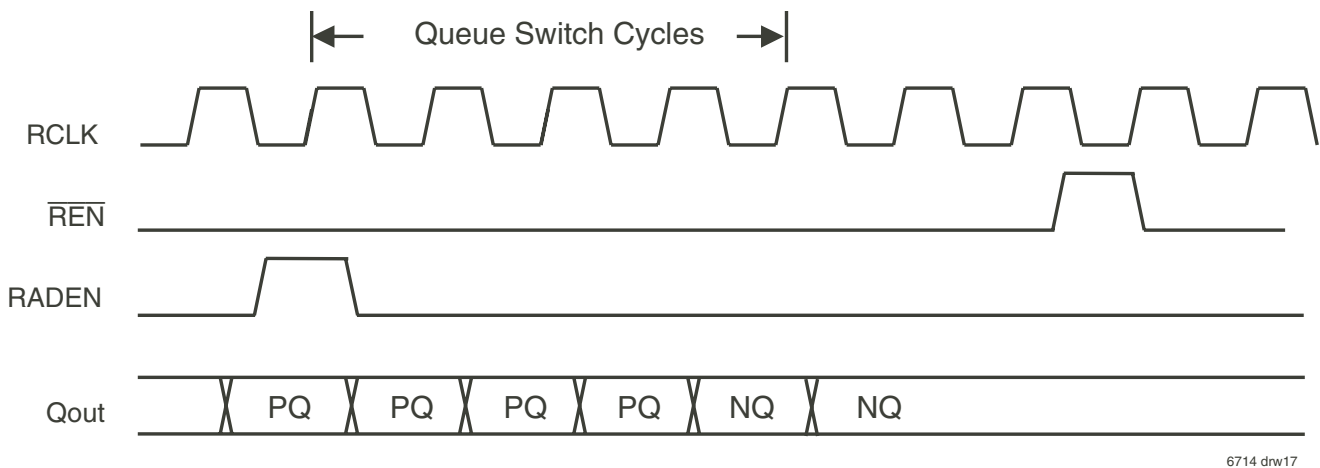 Queue Switch Cycles
RCLK
REN
RADEN
Qout PQ PQ PQ PQ NQ NQ
6714 drw17